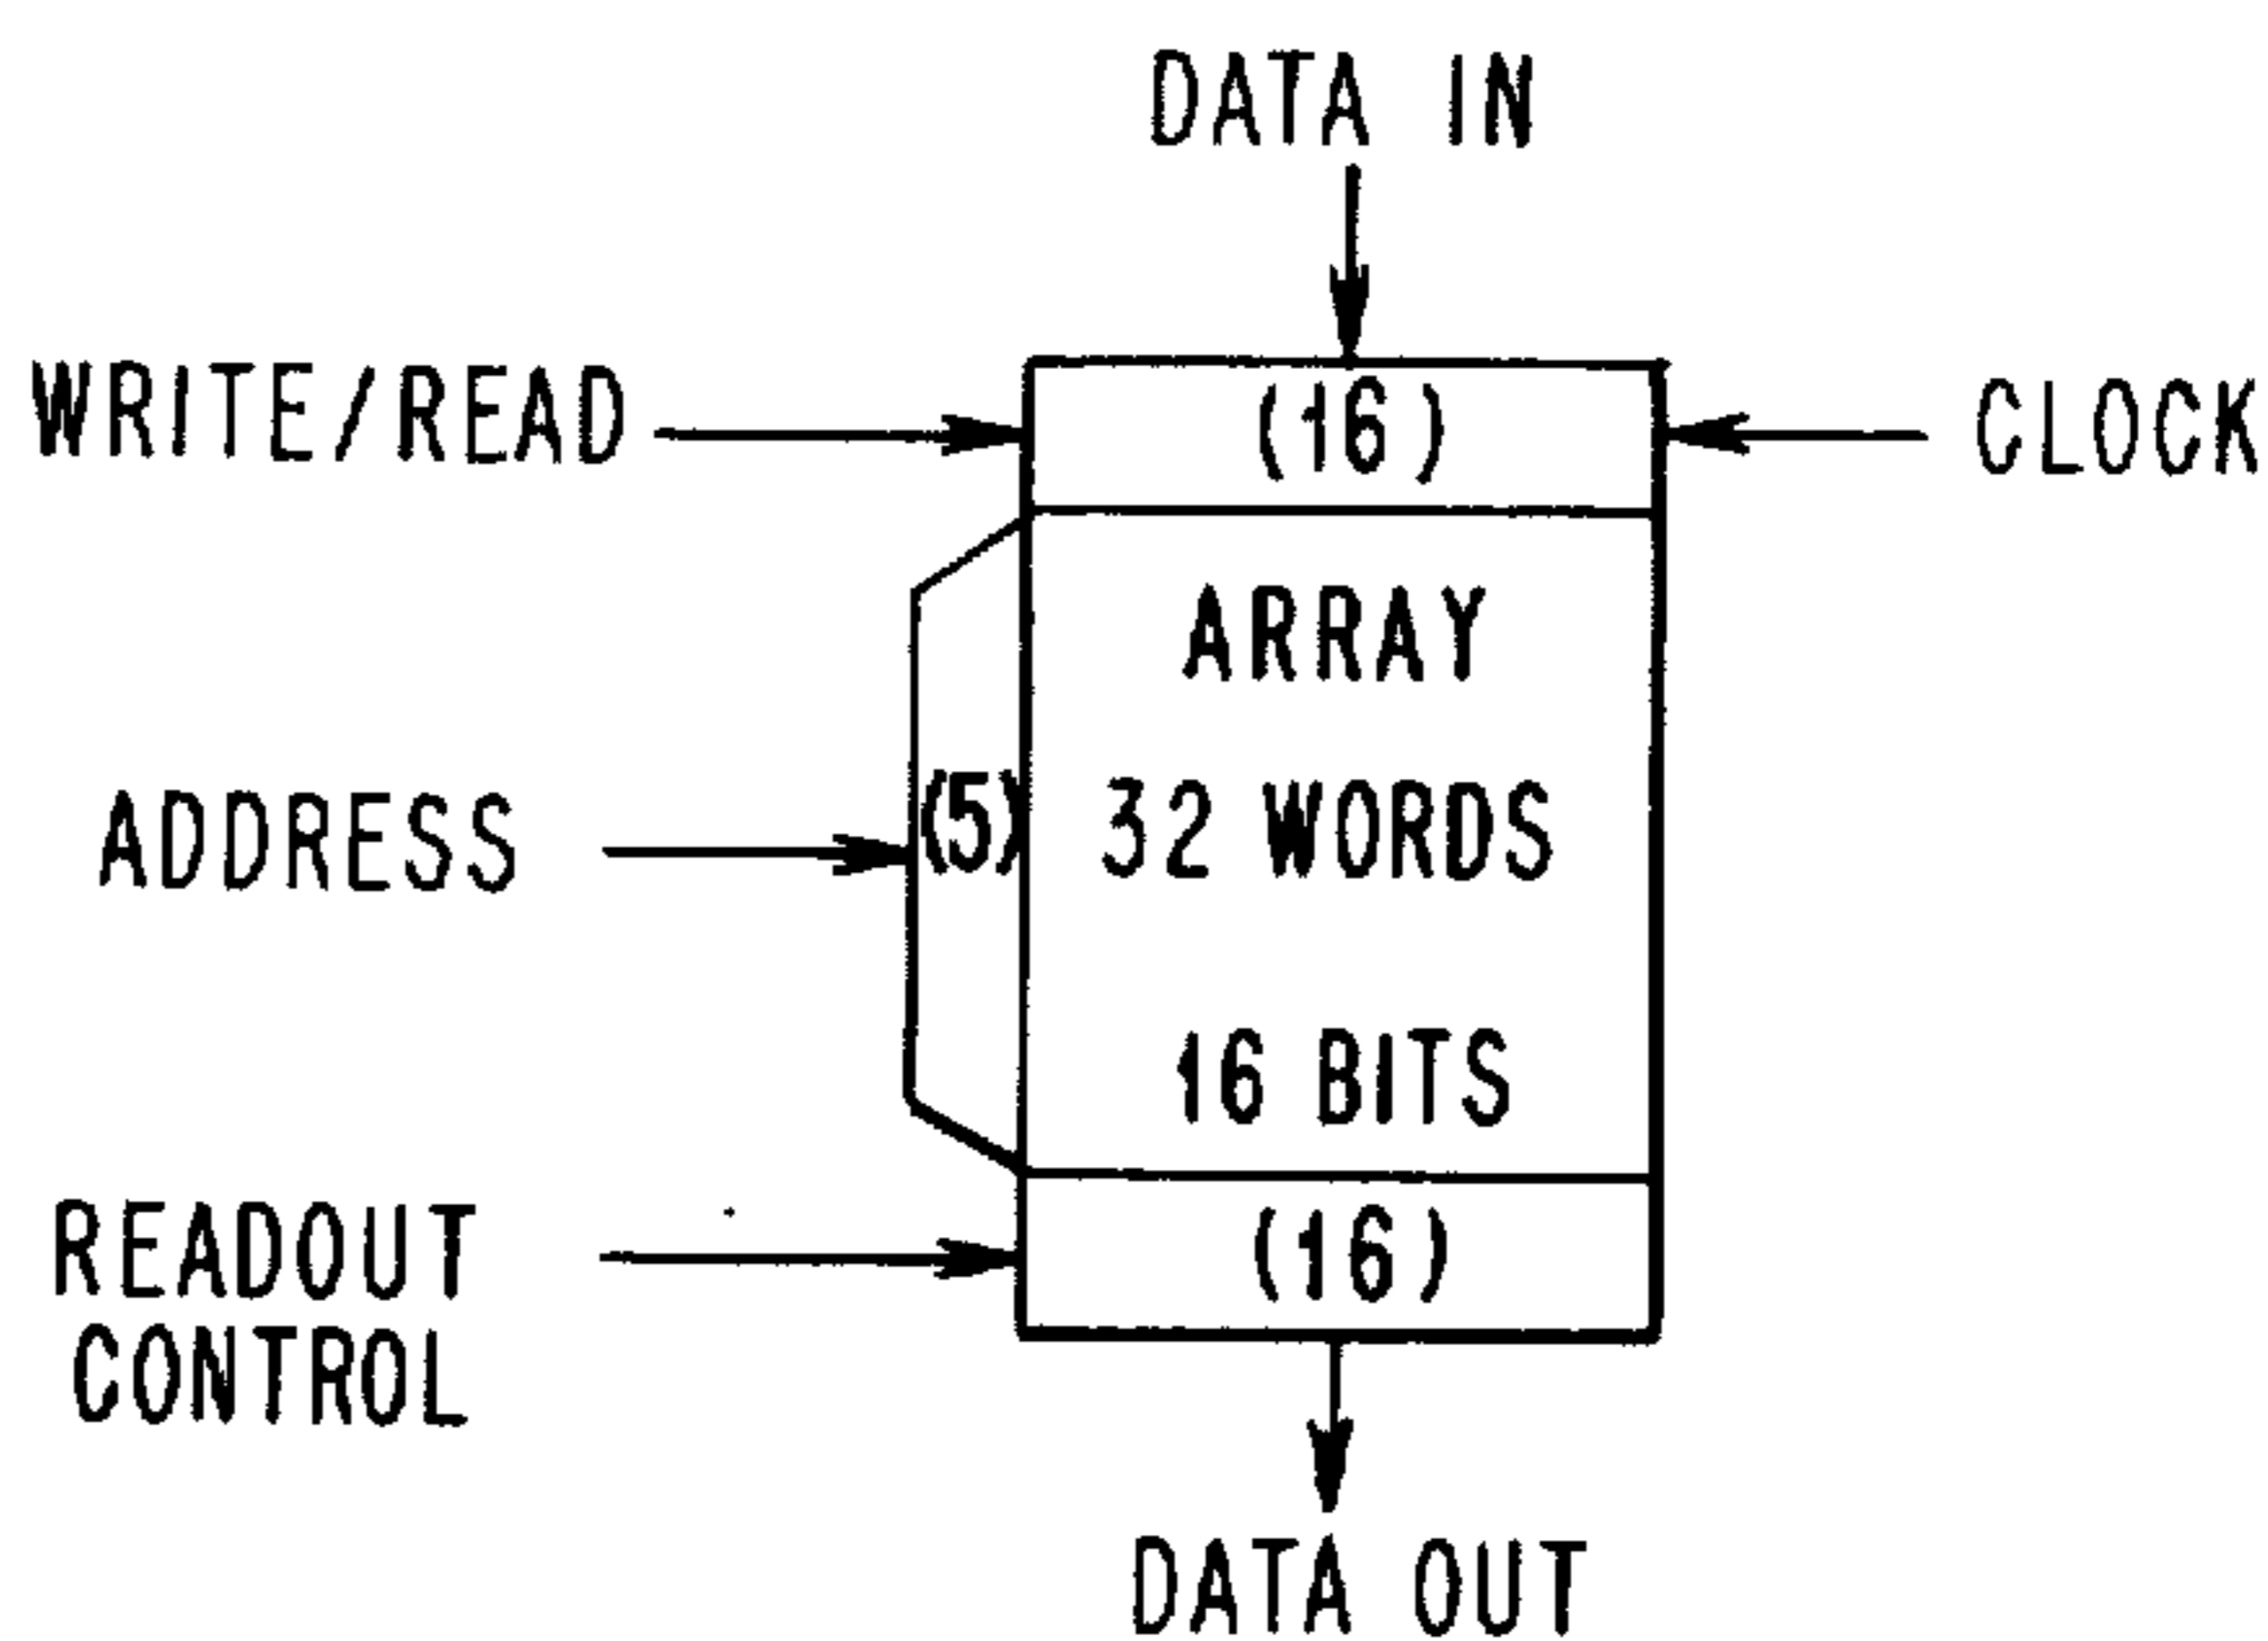 DATA IN
WRITE/READ
(16)
CLOCK
ARRAY
ADDRESS
(5)
32 WORDS
16 BITS
READOUT
CONTROL
(16)
DATA OUT